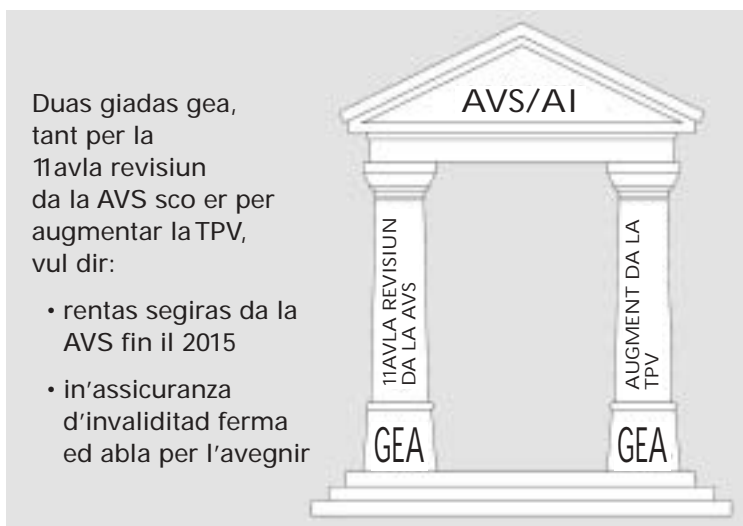 Duas giadas gea,
tant per la
11avla revisiun
da la AVS sco er per
augmentar la TPV,
vul dir:
• rentas segiras da la
AVS fin il 2015
• in'assicuranza
d'invaliditad ferma
ed abla per l'avegnir
AVS/AI
11AVLA REVISIUN
DA LA AVS
AUGMENT DA LA
TPV
GEA
GEA